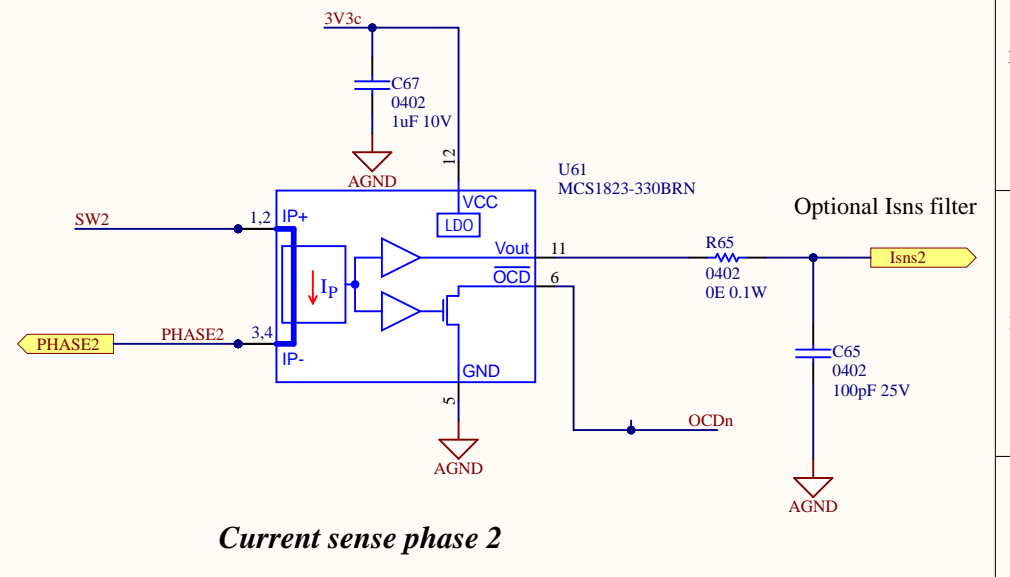 3V3c
C67
0402
1uF 10V
AGND
12
U61
MCS1823-330BRN
VCC
LDO
SW2
1,2
IP+
Optional Isns filter
Vout
11
R65
0402
0E 0.1W
Isns2
OCD
6
IP
PHASE2
PHASE2
3,4
IP-
GND
5
AGND
C65
0402
100pF 25V
OCDn
AGND
Current sense phase 2